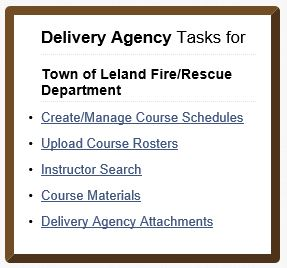 Delivery Agency Tasks for
Town of Leland Fire/Rescue
Department
• Create/Manage Course Schedules
• Upload Course Rosters
• Instructor Search
• Course Materials
• Delivery Agency Attachments